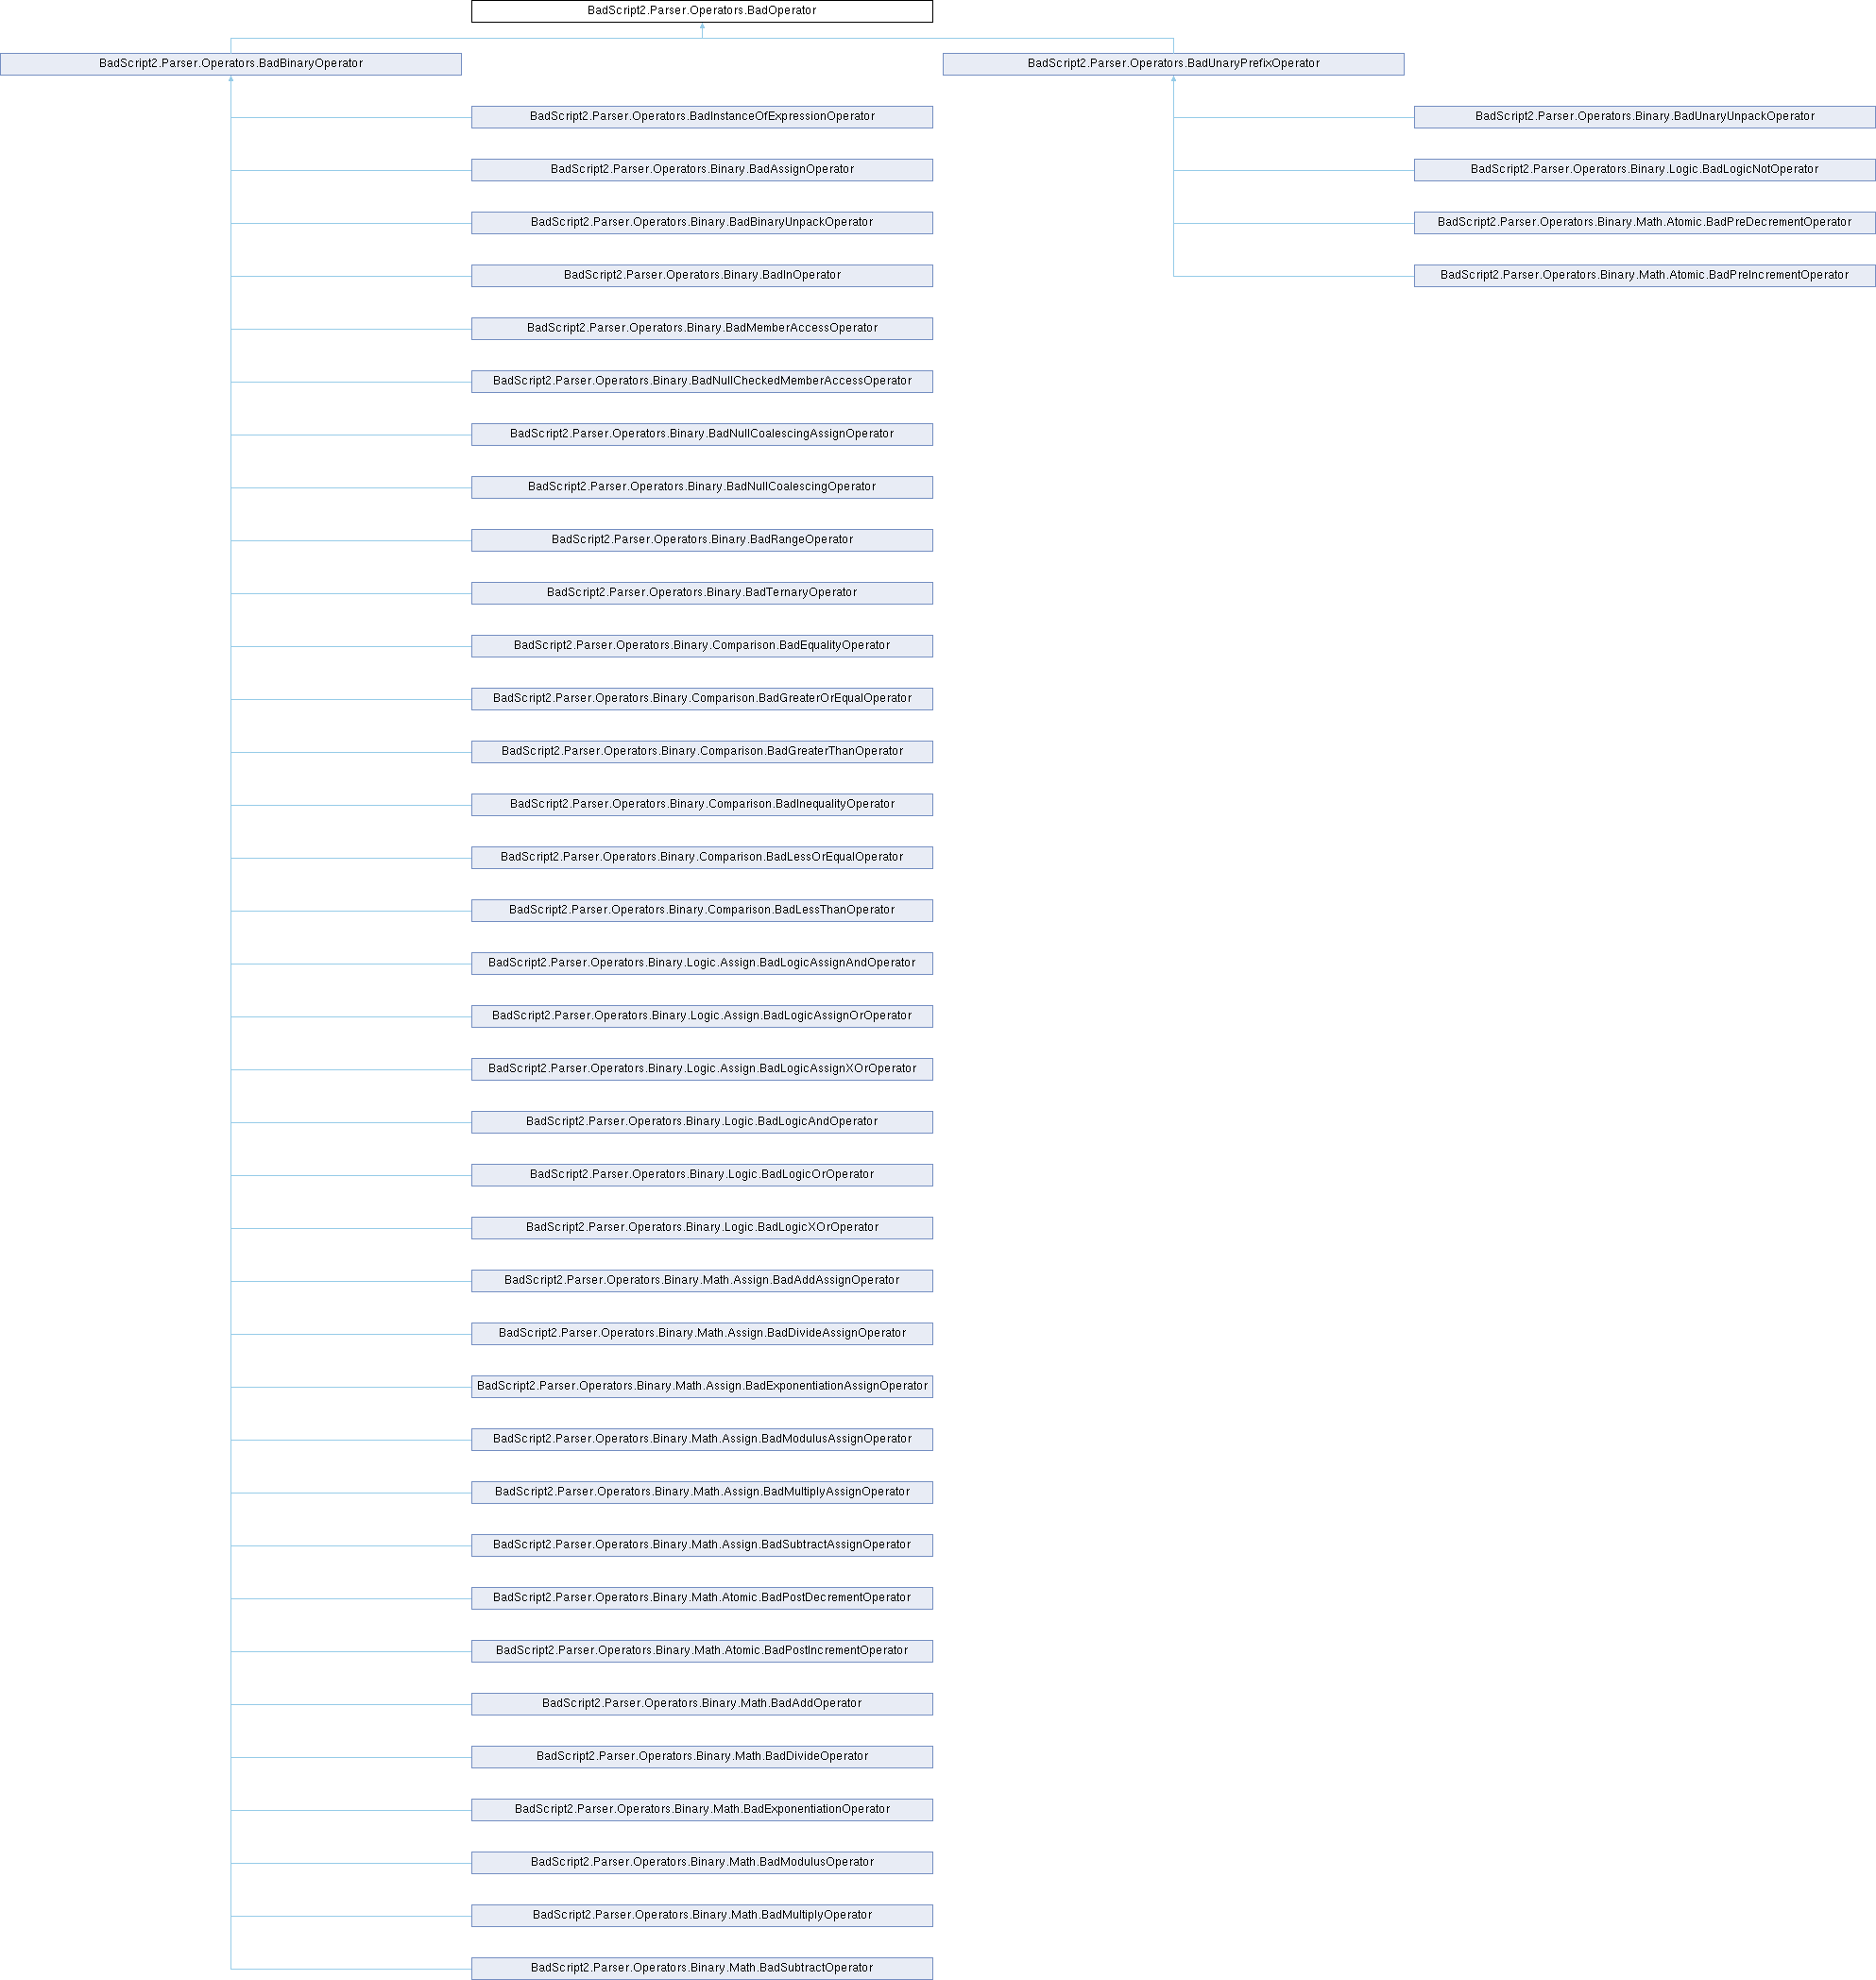 BadScript2.Parser.Operators.BadOperator
BadScript2.Parser.Operators.BadBinaryOperator
BadScript2.Parser.Operators.BadUnaryPrefixOperator
BadScript2.Parser.Operators.BadInstanceOfExpressionOperator
BadScript2.Parser.Operators.Binary.BadUnaryUnpackOperator
BadScript2.Parser.Operators.Binary.BadAssignOperator
BadScript2.Parser.Operators.Binary.Logic.BadLogicNotOperator
BadScript2.Parser.Operators.Binary.BadBinaryUnpackOperator
BadScript2.Parser.Operators.Binary.Math.Atomic.BadPreDecrementOperator
BadScript2.Parser.Operators.Binary.BadInOperator
BadScript2.Parser.Operators.Binary.Math.Atomic.BadPreIncrementOperator
BadScript2.Parser.Operators.Binary.BadMemberAccessOperator
BadScript2.Parser.Operators.Binary.BadNullCheckedMemberAccessOperator
BadScript2.Parser.Operators.Binary.BadNullCoalescingAssignOperator
BadScript2.Parser.Operators.Binary.BadNullCoalescingOperator
BadScript2.Parser.Operators.Binary.BadRangeOperator
BadScript2.Parser.Operators.Binary.BadTernaryOperator
BadScript2.Parser.Operators.Binary.Comparison.BadEqualityOperator
BadScript2.Parser.Operators.Binary.Comparison.BadGreaterOrEqualOperator
BadScript2.Parser.Operators.Binary.Comparison.BadGreaterThanOperator
BadScript2.Parser.Operators.Binary.Comparison.BadInequalityOperator
BadScript2.Parser.Operators.Binary.Comparison.BadLessOrEqualOperator
BadScript2.Parser.Operators.Binary.Comparison.BadLessThanOperator
BadScript2.Parser.Operators.Binary.Logic.Assign.BadLogicAssignAndOperator
BadScript2.Parser.Operators.Binary.Logic.Assign.BadLogicAssignOrOperator
BadScript2.Parser.Operators.Binary.Logic.Assign.BadLogicAssignXOrOperator
BadScript2.Parser.Operators.Binary.Logic.BadLogicAndOperator
BadScript2.Parser.Operators.Binary.Logic.BadLogicOrOperator
BadScript2.Parser.Operators.Binary.Logic.BadLogicXOrOperator
BadScript2.Parser.Operators.Binary.Math.Assign.BadAddAssignOperator
BadScript2.Parser.Operators.Binary.Math.Assign.BadDivideAssignOperator
BadScript2.Parser.Operators.Binary.Math.Assign.BadExponentiationAssignOperator
BadScript2.Parser.Operators.Binary.Math.Assign.BadModulusAssignOperator
BadScript2.Parser.Operators.Binary.Math.Assign.BadMultiplyAssignOperator
BadScript2.Parser.Operators.Binary.Math.Assign.BadSubtractAssignOperator
BadScript2.Parser.Operators.Binary.Math.Atomic.BadPostDecrementOperator
BadScript2.Parser.Operators.Binary.Math.Atomic.BadPostIncrementOperator
BadScript2.Parser.Operators.Binary.Math.BadAddOperator
BadScript2.Parser.Operators.Binary.Math.BadDivideOperator
BadScript2.Parser.Operators.Binary.Math.BadExponentiationOperator
BadScript2.Parser.Operators.Binary.Math.BadModulusOperator
BadScript2.Parser.Operators.Binary.Math.BadMultiplyOperator
BadScript2.Parser.Operators.Binary.Math.BadSubtractOperator